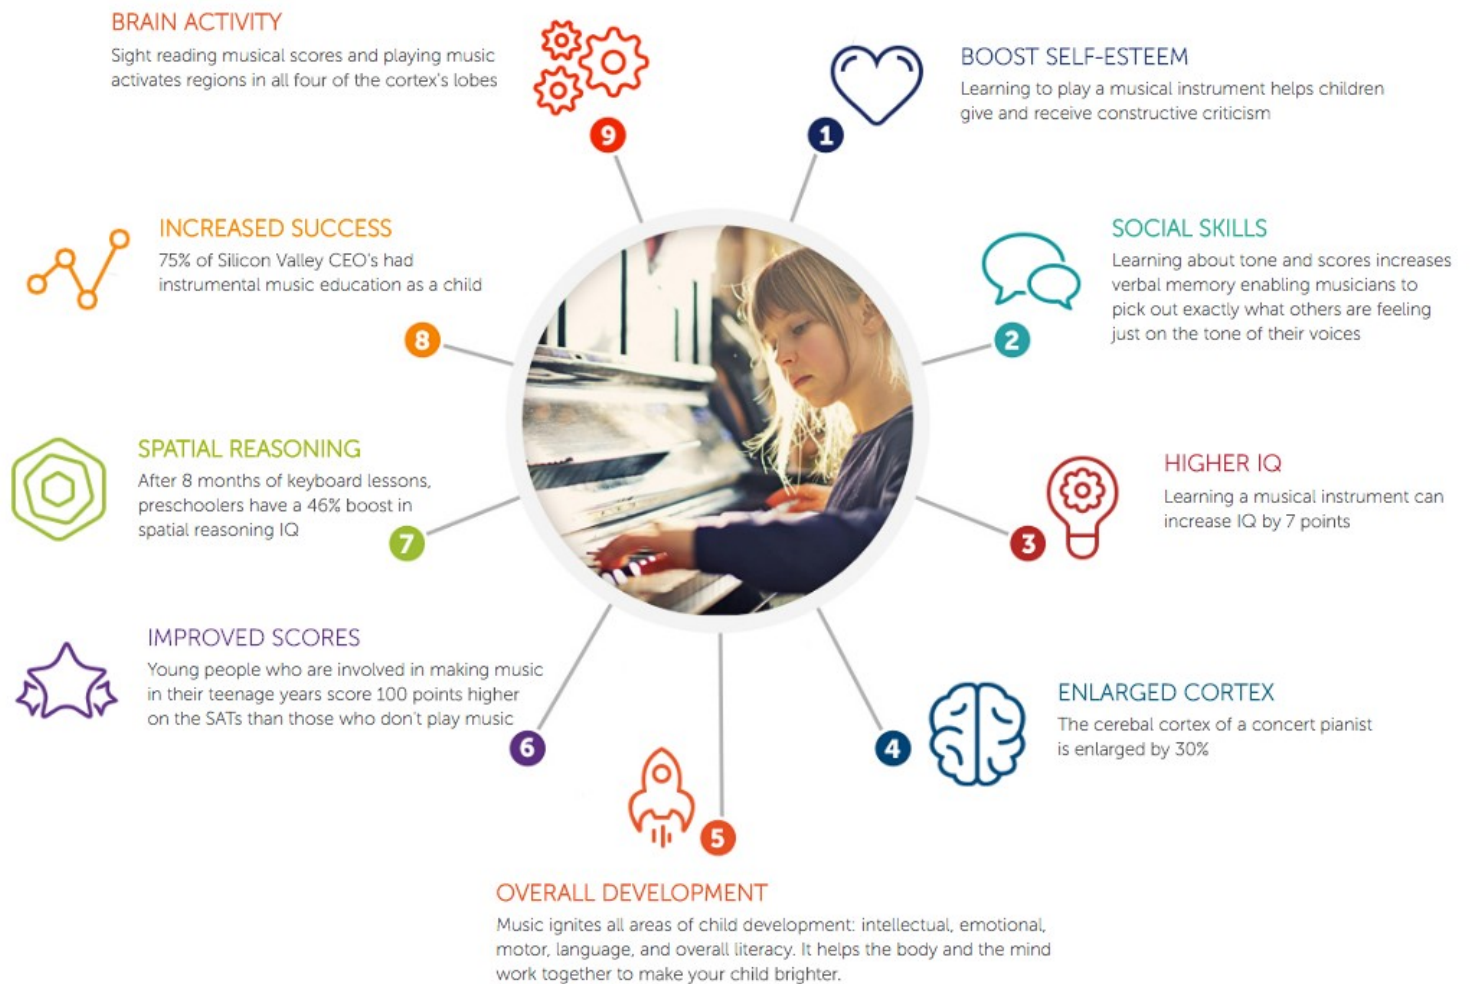 BRAIN ACTIVITY
Sight reading musical scores and playing music
activates regions in all four of the cortex's lobes
9
1
BOOST SELF-ESTEEM
Learning to play a musical instrument helps children
give and receive constructive criticism
INCREASED SUCCESS
75% of Silicon Valley CEO's had
instrumental music education as a child
8
SOCIAL SKILLS
Learning about tone and scores increases
verbal memory enabling musicians to
pick out exactly what others are feeling
just on the tone of their voices
2
SPATIAL REASONING
After 8 months of keyboard lessons,
preschoolers have a 46% boost in
spatial reasoning IQ
7
HIGHER IQ
Learning a musical instrument can
increase IQ by 7 points
3
IMPROVED SCORES
Young people who are involved in making music
in their teenage years score 100 points higher
on the SATs than those who don't play music
6
ENLARGED CORTEX
The cerebal cortex of a concert pianist
is enlarged by 30%
4
5
OVERALL DEVELOPMENT
Music ignites all areas of child development: intellectual, emotional,
motor, language, and overall literacy. It helps the body and the mind
work together to make your child brighter.